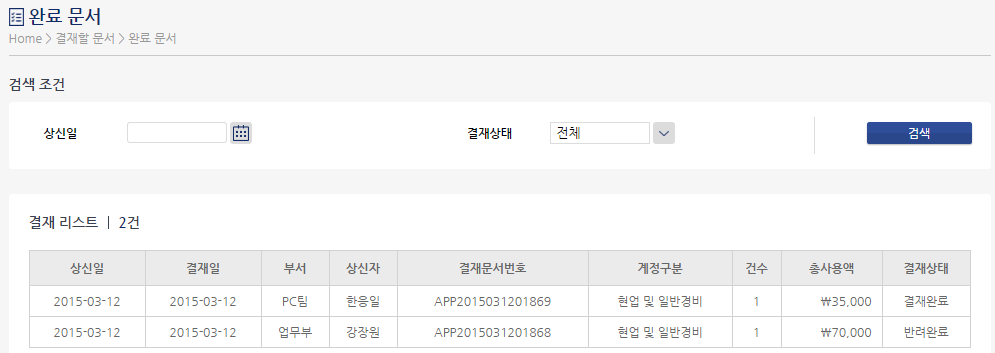 완료 문서
Home > 결재할 문서 > 완료 문서
검색 조건
상신일 결재상태 전체 검색
결재 리스트 | 2건
상신일 결재일 부서 상신자 결재문서번호 계정구분 건수 총사용액 결재상태
2015-03-12 2015-03-12 PC팀 한응일 APP2015031201869 현업 및 일반경비 1 ₩35,000 결재완료
2015-03-12 2015-03-12 업무부 강장원 APP2015031201868 현업 및 일반경비 1 ₩70,000 반려완료